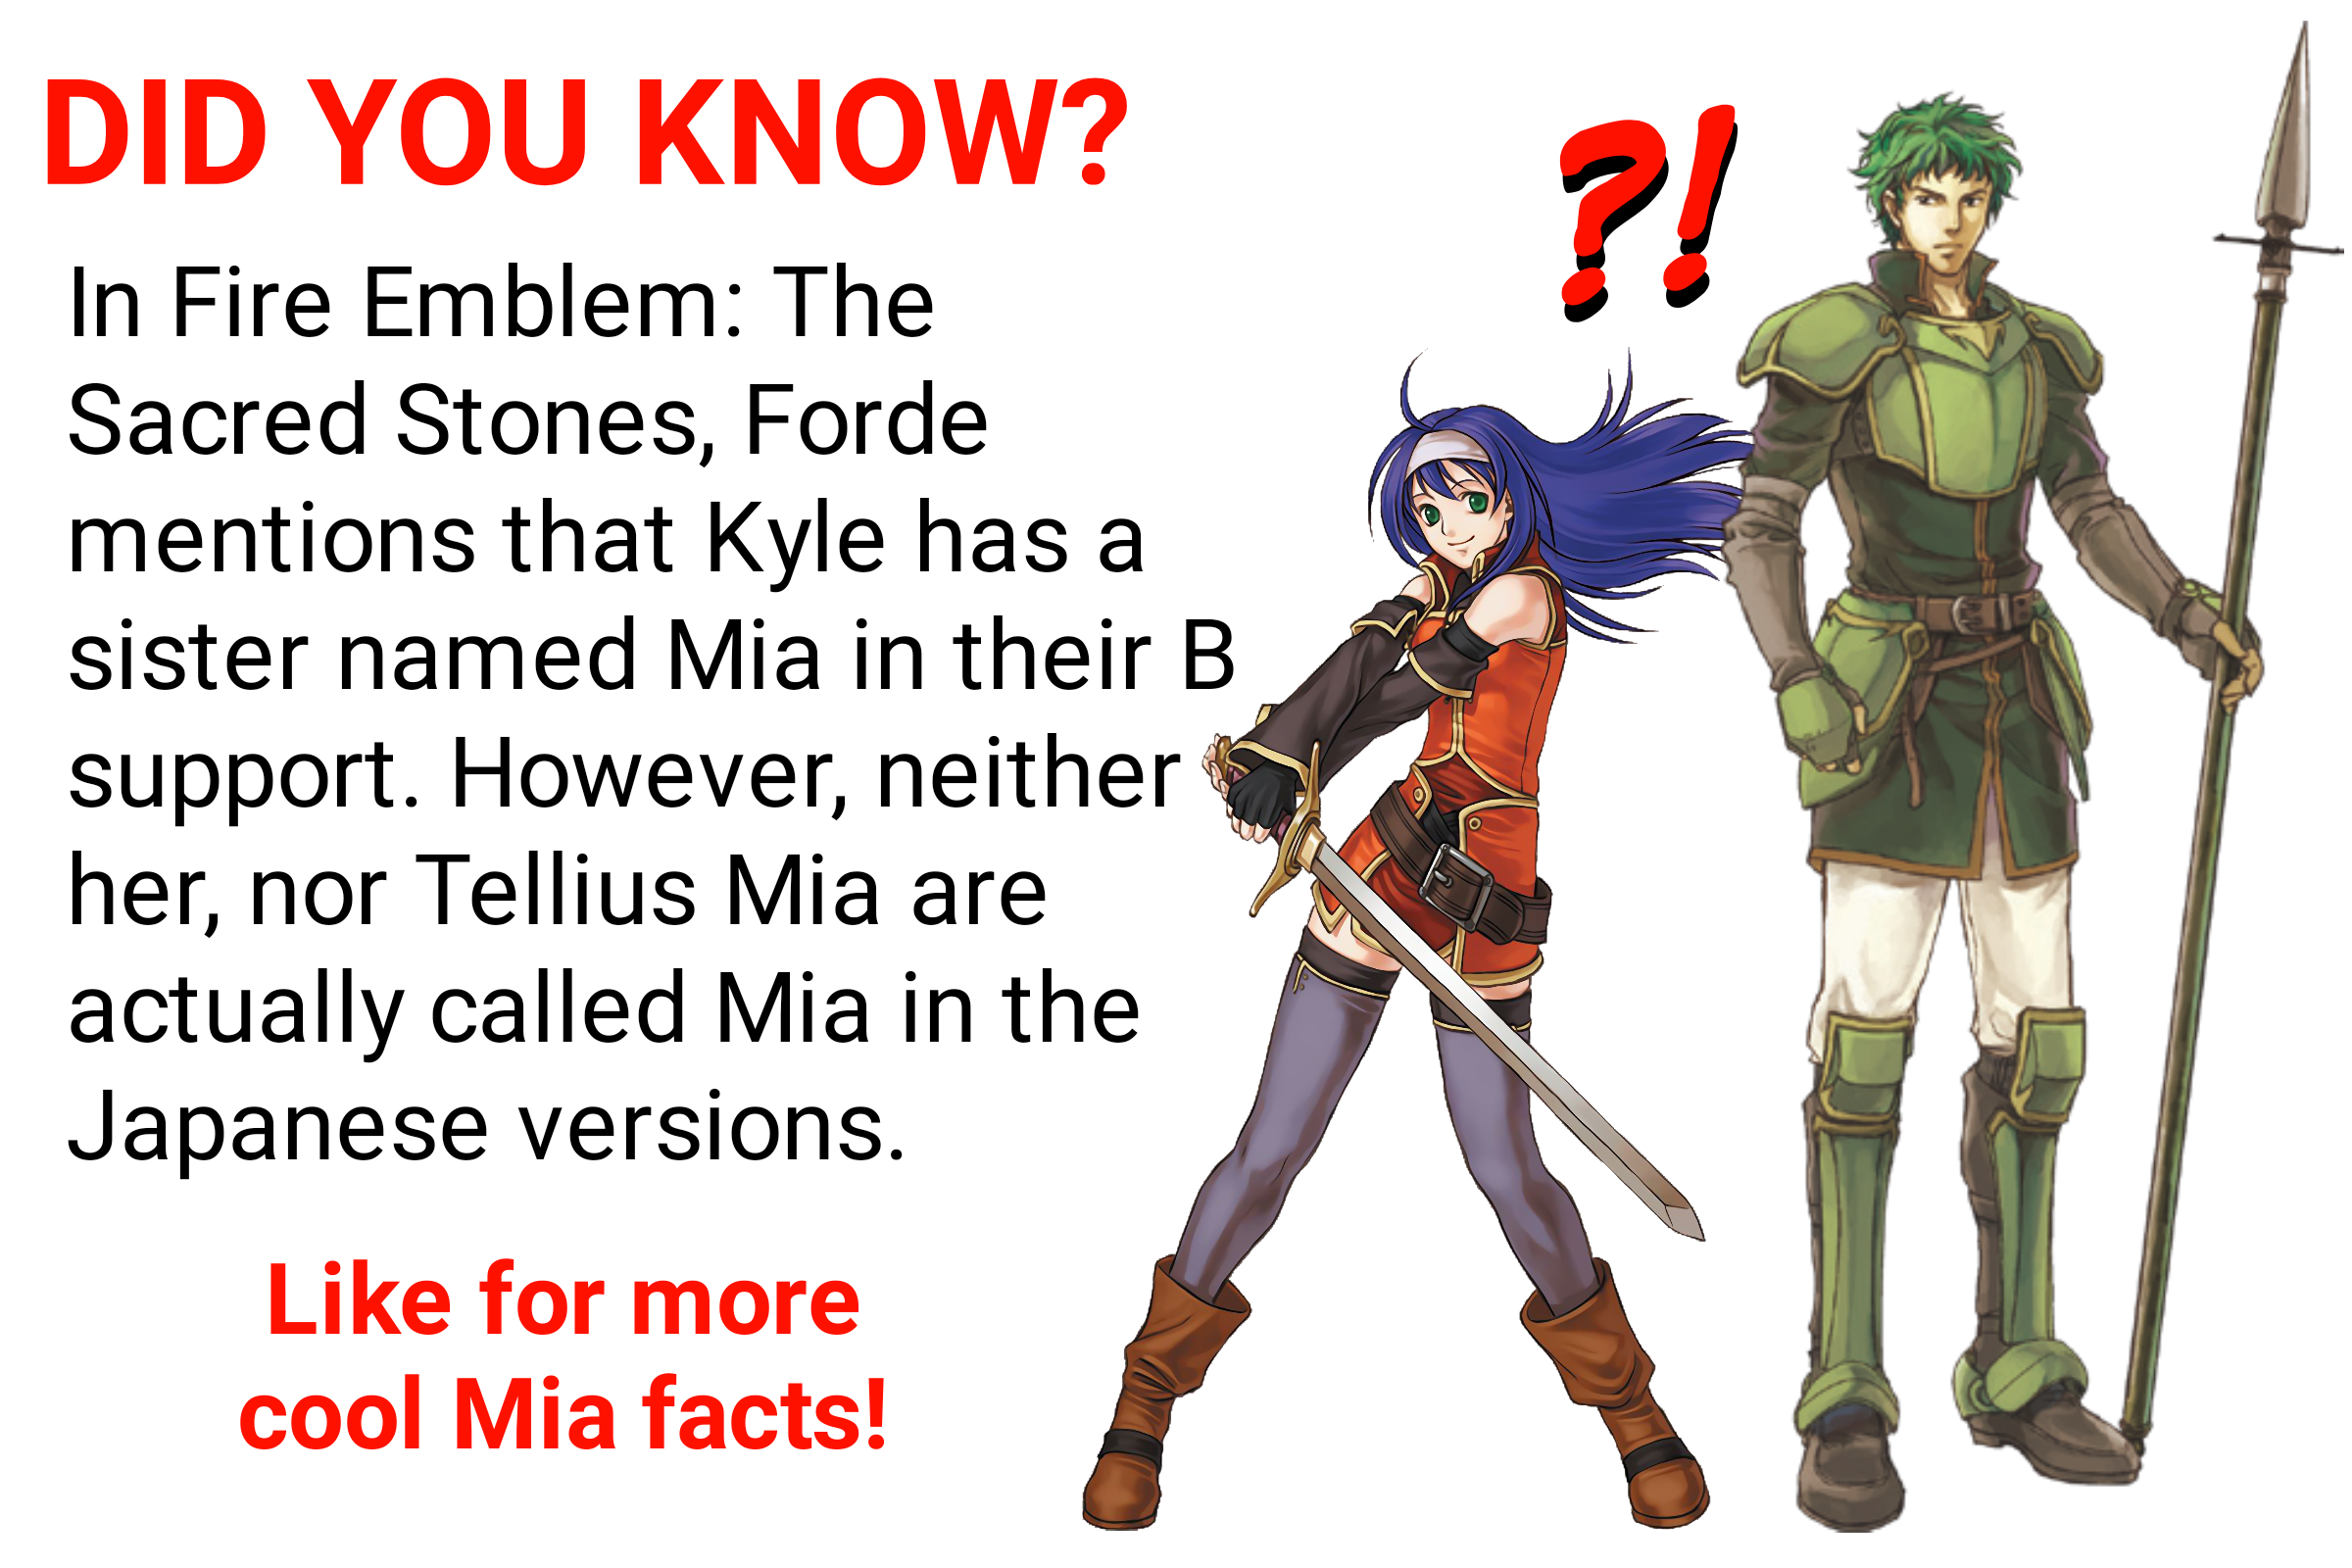 DID YOU KNOW?
In Fire Emblem: The
Sacred Stones, Forde
mentions that Kyle has a
sister named Mia in their B
support. However, neither
her, nor Tellius Mia are
actually called Mia in the
Japanese versions.
Like for more
cool Mia facts!
?!